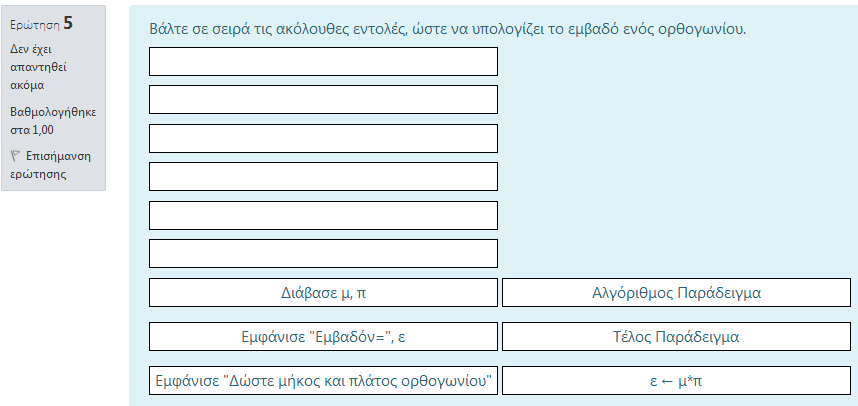 Ερώτηση 5
Δεν έχει
απαντηθεί
ακόμα
Βαθμολογήθηκε
στα 1,00
Επισήμανση
ερώτησης
Βάλτε σε σειρά τις ακόλουθες εντολές, ώστε να υπολογίζει το εμβαδό ενός ορθογωνίου.
Διάβασε μ, π
Αλγόριθμος Παράδειγμα
Εμφάνισε "Εμβαδόν=", ε
Τέλος Παράδειγμα
Εμφάνισε "Δώστε μήκος και πλάτος ορθογωνίου"
ε ← μ*π